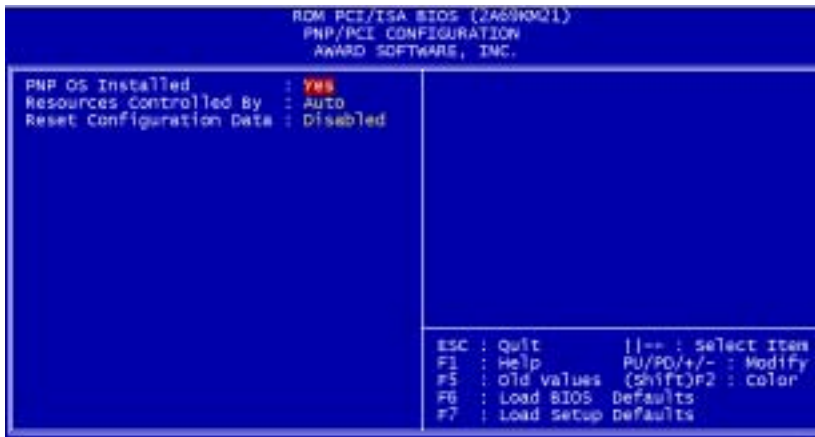 ROM PCI/ISA BIOS (2A69KM21)
PNP/PCI CONFIGURATION
AWARD SOFTWARE, INC.
PNP OS Installed : Yes
Resources Controlled By : Auto
Reset Configuration Data : Disabled
ESC : Quit ||-- : Select Item
F1 : Help PU/PD/+/- : Modify
F5 : Old Values (Shift)F2 : Color
F6 : Load BIOS Defaults
F7 : Load Setup Defaults